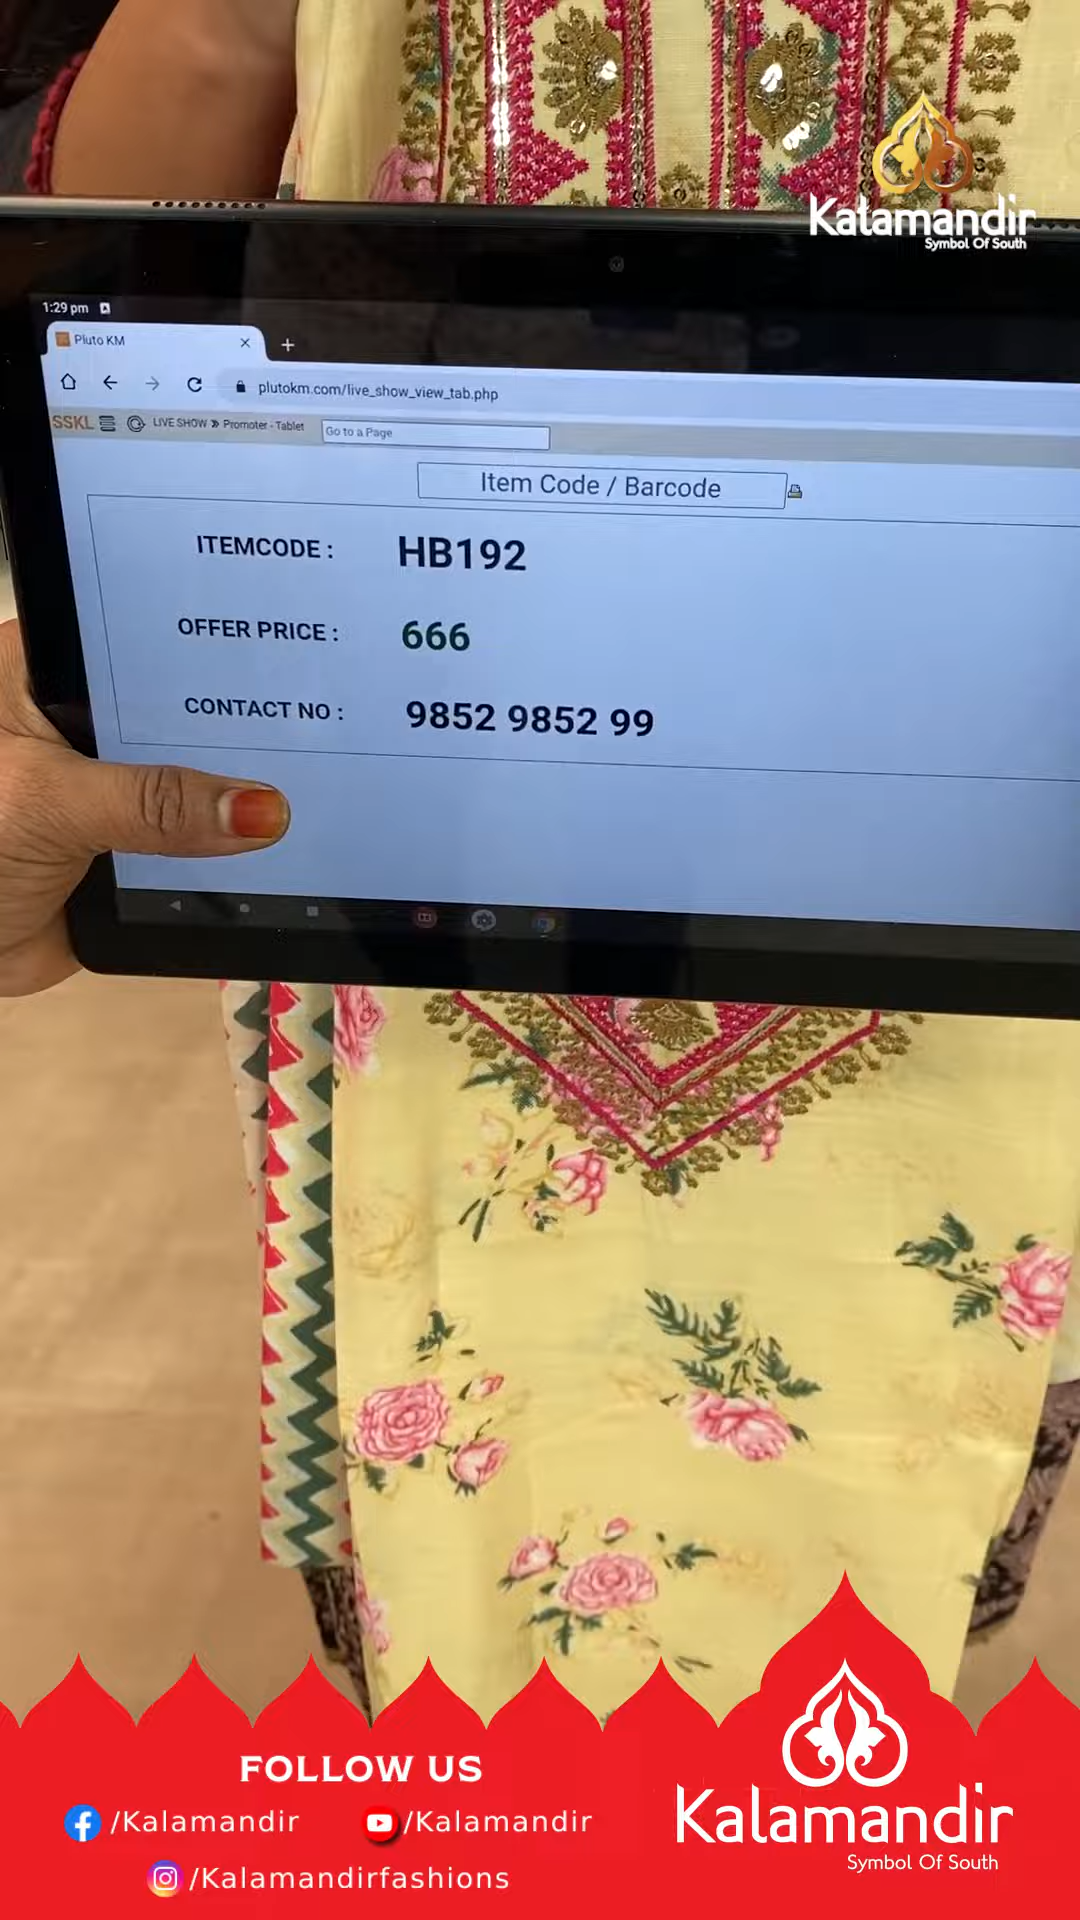 Kalamandir
Symbol Of South
1:29 pm
Pluto KM
plutokm.com/live_show_view_tab.php
SSKL LIVE SHOW » Promoter - Tablet Go to a Page
Item Code / Barcode
ITEMCODE : HB192
OFFER PRICE : 666
CONTACT NO : 9852 9852 99
FOLLOW US
/Kalamandir /Kalamandir
/Kalamandirfashions
Kalamandir
Symbol Of South